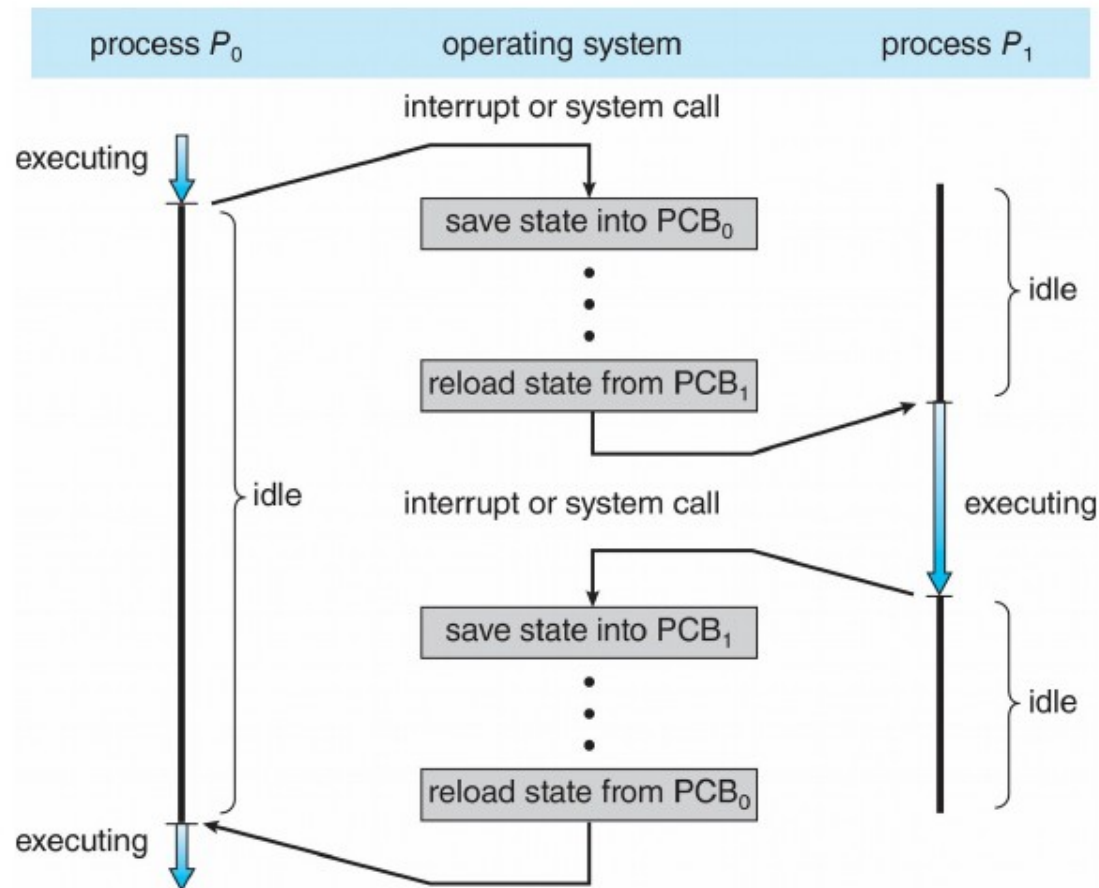 process P₀ operating system process P₁
interrupt or system call
executing
save state into PCB₀
idle
reload state from PCB₁
idle
interrupt or system call
executing
save state into PCB₁
idle
reload state from PCB₀
executing